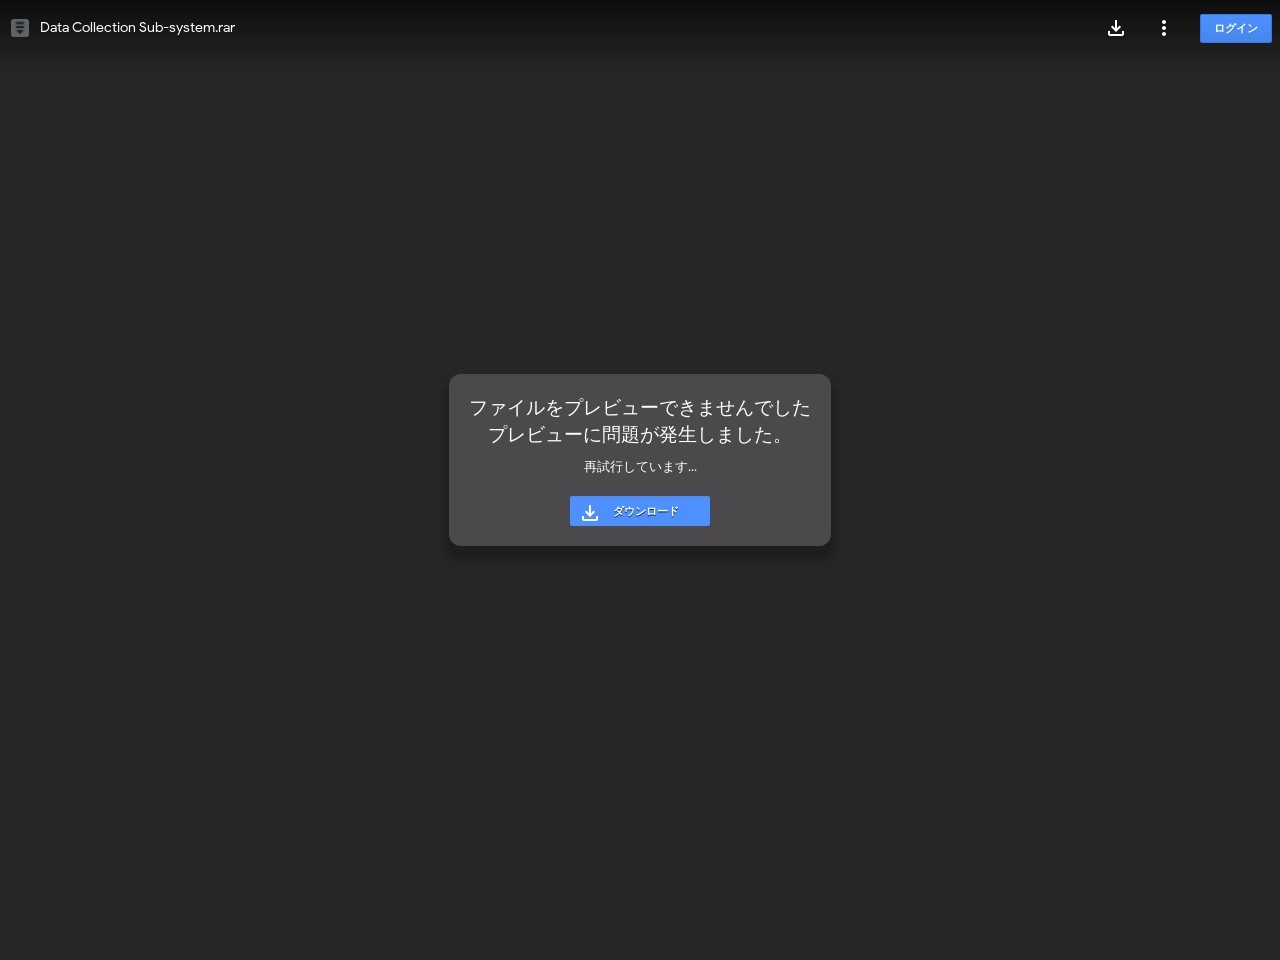 Data Collection Sub-system.rar
ログイン
ファイルをプレビューできませんでした
プレビューに問題が発生しました。
再試行しています...
ダウンロード